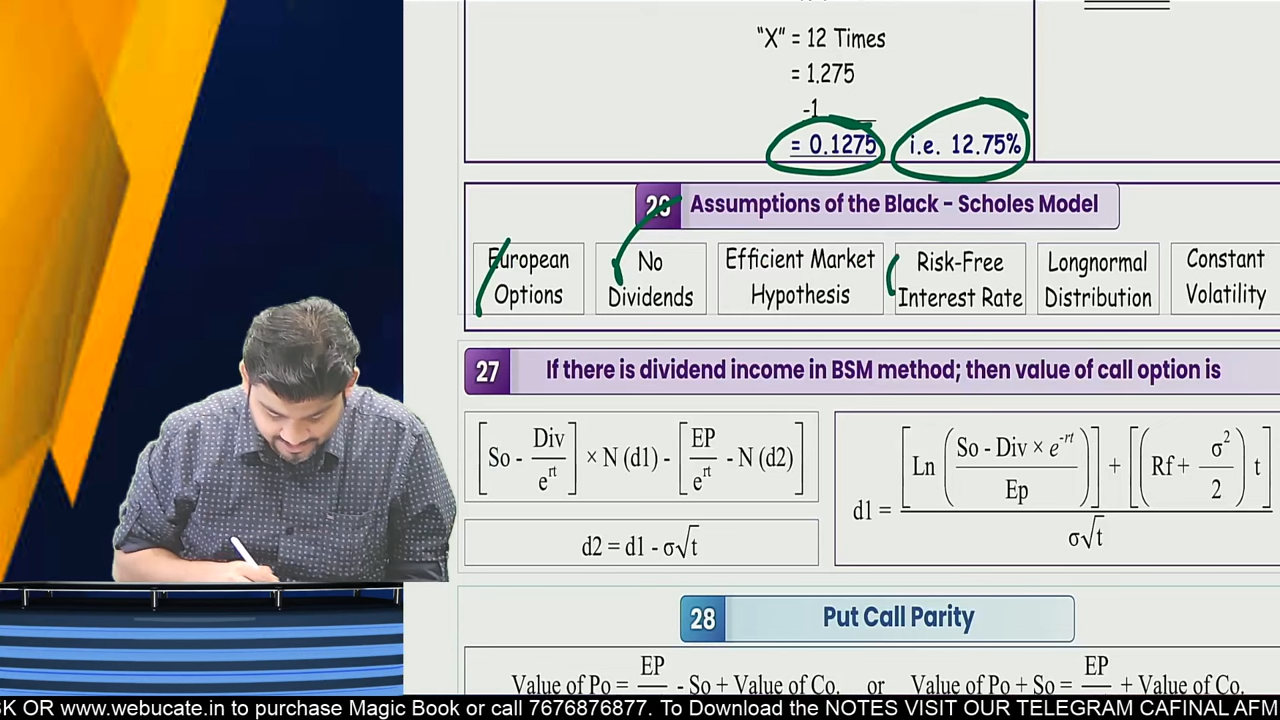 "X" = 12 Times
= 1.275
-1
= 0.1275 i.e. 12.75%
26 Assumptions of the Black - Scholes Model
European Options
No Dividends
Efficient Market Hypothesis
Risk-Free Interest Rate
Longnormal Distribution
Constant Volatility
27 If there is dividend income in BSM method; then value of call option is
[So - Div/e^rt] × N (d1) - [EP/e^rt - N (d2)]
d2 = d1 - σ√t
d1 = [Ln ((So - Div × e^-rt)/Ep)] + [(Rf + σ²/2) t] / σ√t
28 Put Call Parity
Value of Po = EP - So + Value of Co. or Value of Po + So = EP + Value of Co.
SK OR www.webucate.in to purchase Magic Book or call 7676876877. To Download the NOTES VISIT OUR TELEGRAM CAFINAL AFM